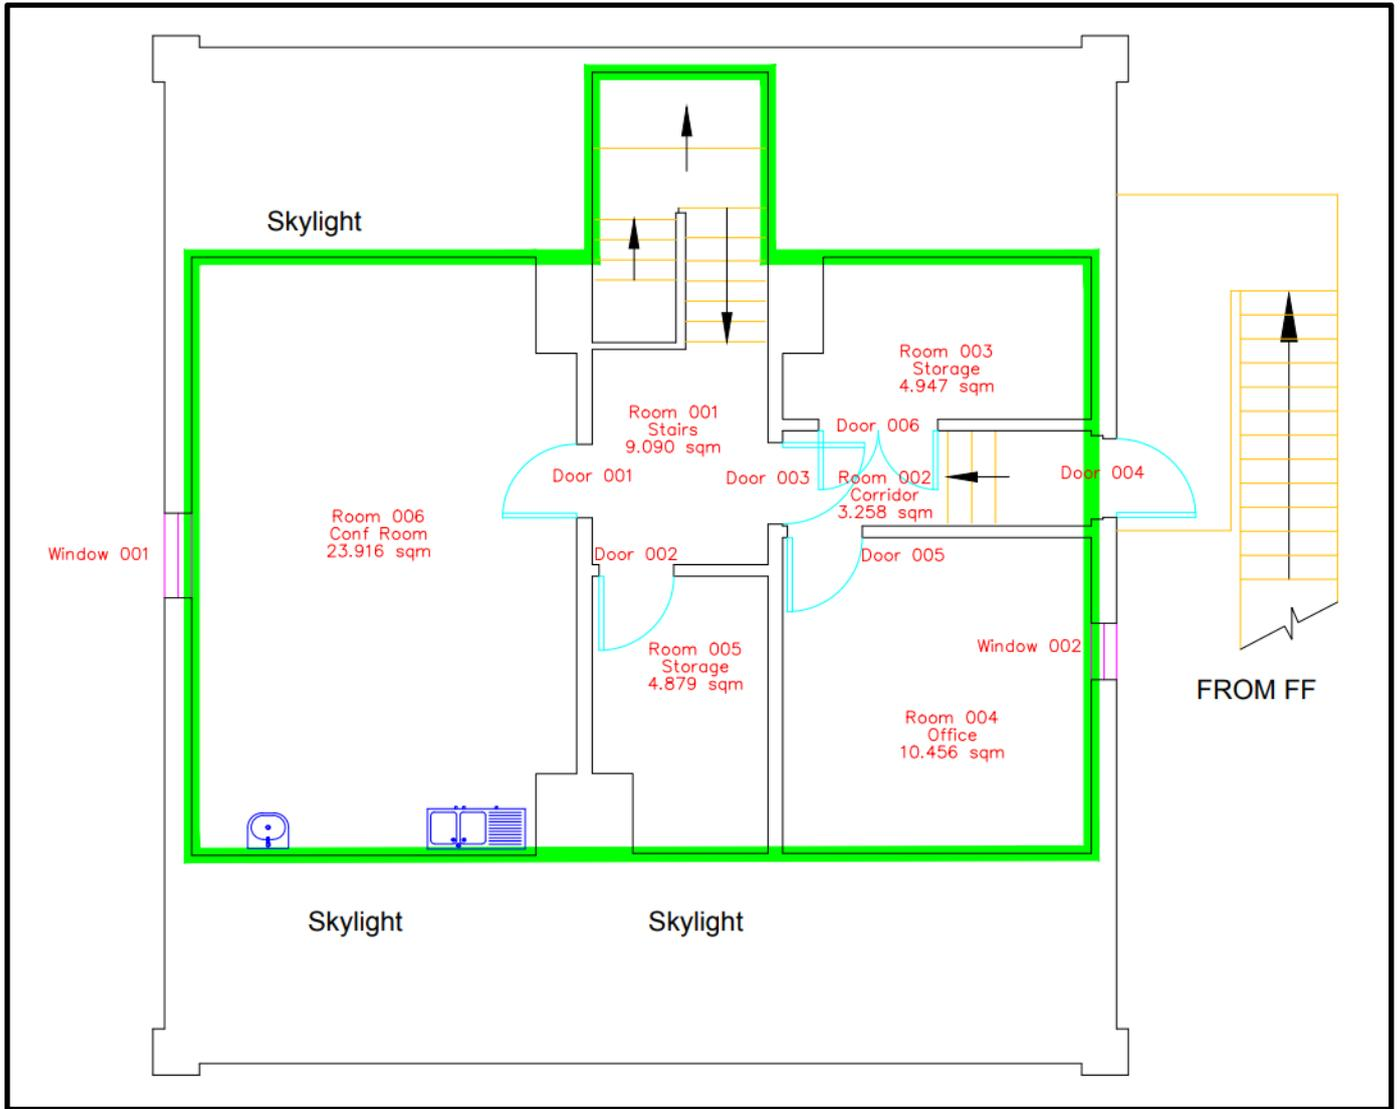 Skylight
Room 003
Storage
4.947 sqm
Room 001
Stairs
9.090 sqm
Door 006
Door 001
Door 003
Room 002
Corridor
3.258 sqm
Door 004
Room 006
Conf Room
23.916 sqm
Window 001
Door 002
Door 005
Room 005
Storage
4.879 sqm
Window 002
FROM FF
Room 004
Office
10.456 sqm
Skylight
Skylight